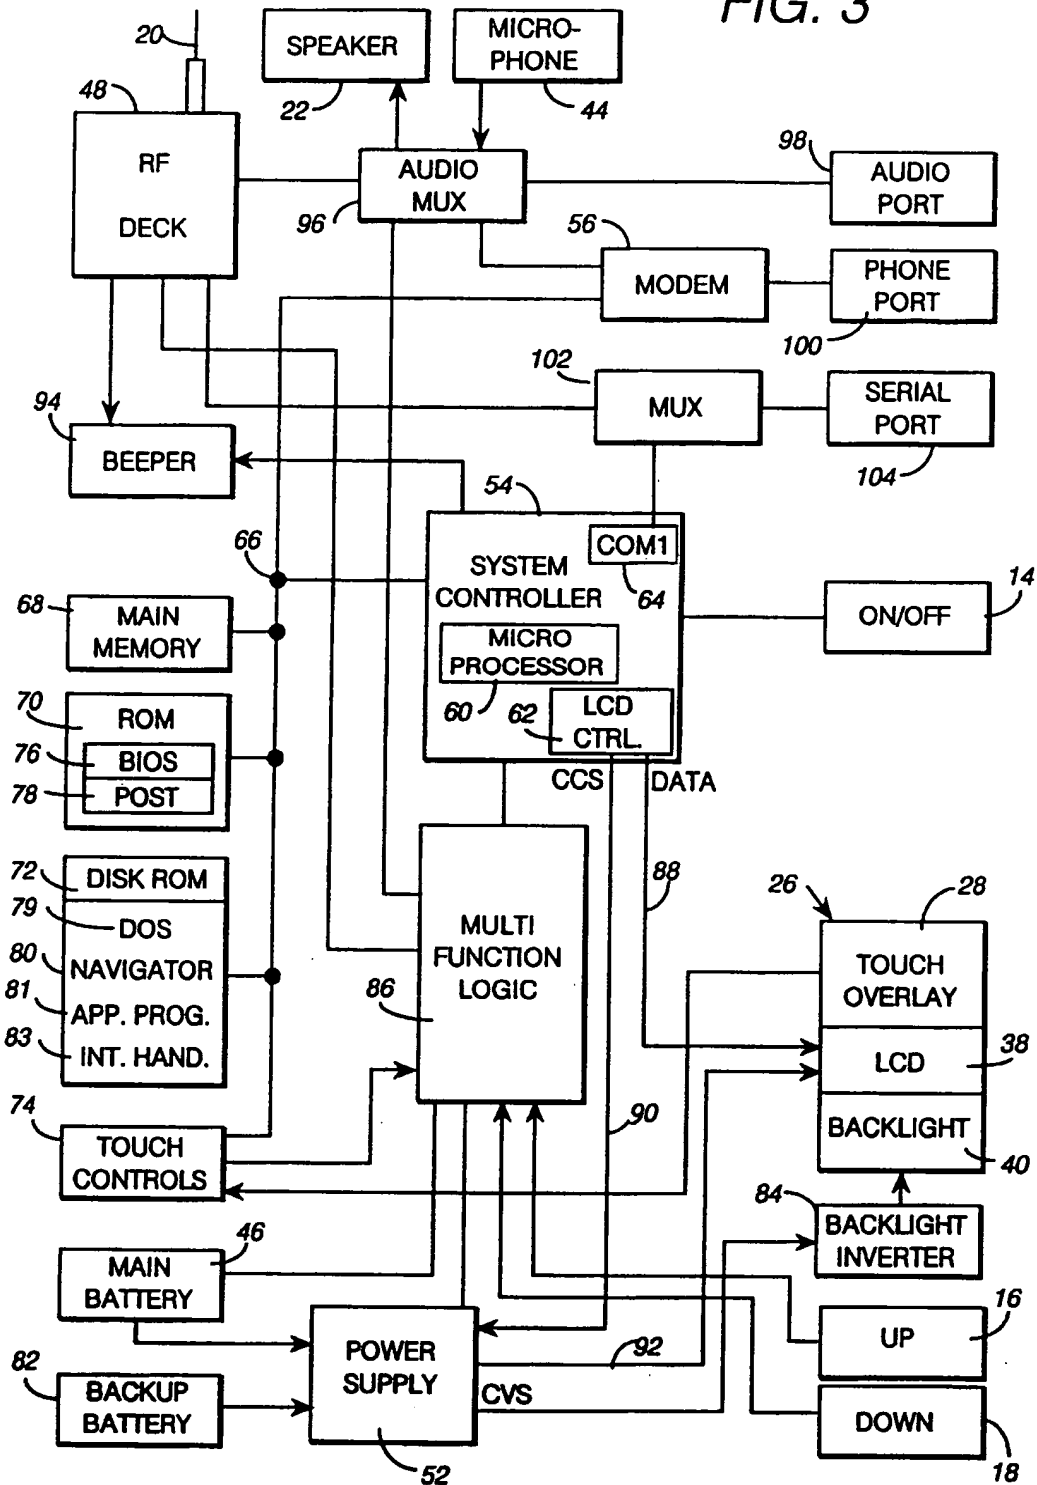 FIG. 3
20
SPEAKER
22
MICRO-
PHONE
44
48
RF
DECK
AUDIO
MUX
96
98
AUDIO
PORT
56
MODEM
PHONE
PORT
100
102
MUX
SERIAL
PORT
104
94
BEEPER
54
SYSTEM
CONTROLLER
COM1
64
MICRO
PROCESSOR
60
62
LCD
CTRL.
CCS
DATA
ON/OFF
14
66
68
MAIN
MEMORY
70
ROM
76
BIOS
78
POST
72
DISK ROM
79
DOS
80
NAVIGATOR
81
APP. PROG.
83
INT. HAND.
74
TOUCH
CONTROLS
MULTI
FUNCTION
LOGIC
86
88
90
26
28
TOUCH
OVERLAY
LCD
38
BACKLIGHT
40
84
BACKLIGHT
INVERTER
46
MAIN
BATTERY
82
BACKUP
BATTERY
POWER
SUPPLY
52
92
CVS
UP
16
DOWN
18